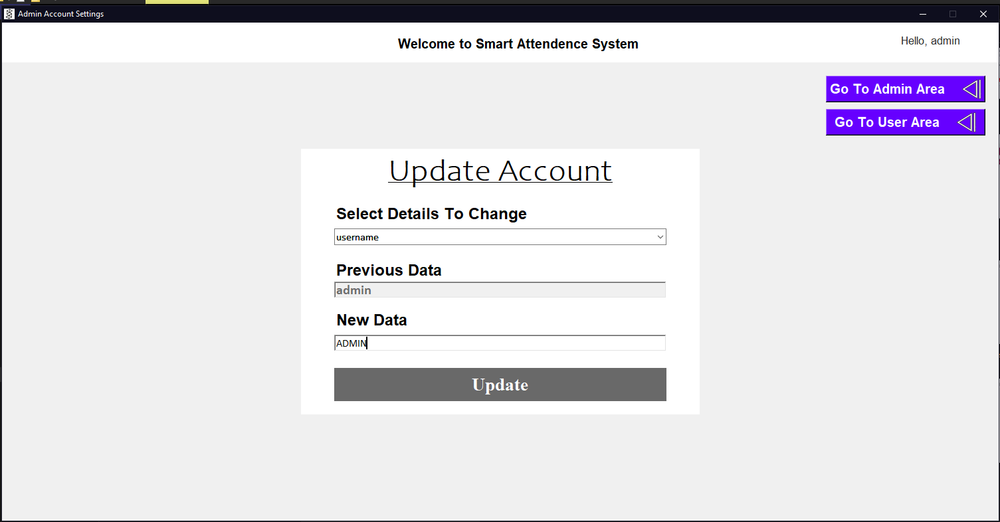 Admin Account Settings
Welcome to Smart Attendence System
Hello, admin
Go To Admin Area
Go To User Area
Update Account
Select Details To Change
username
Previous Data
admin
New Data
ADMIN
Update